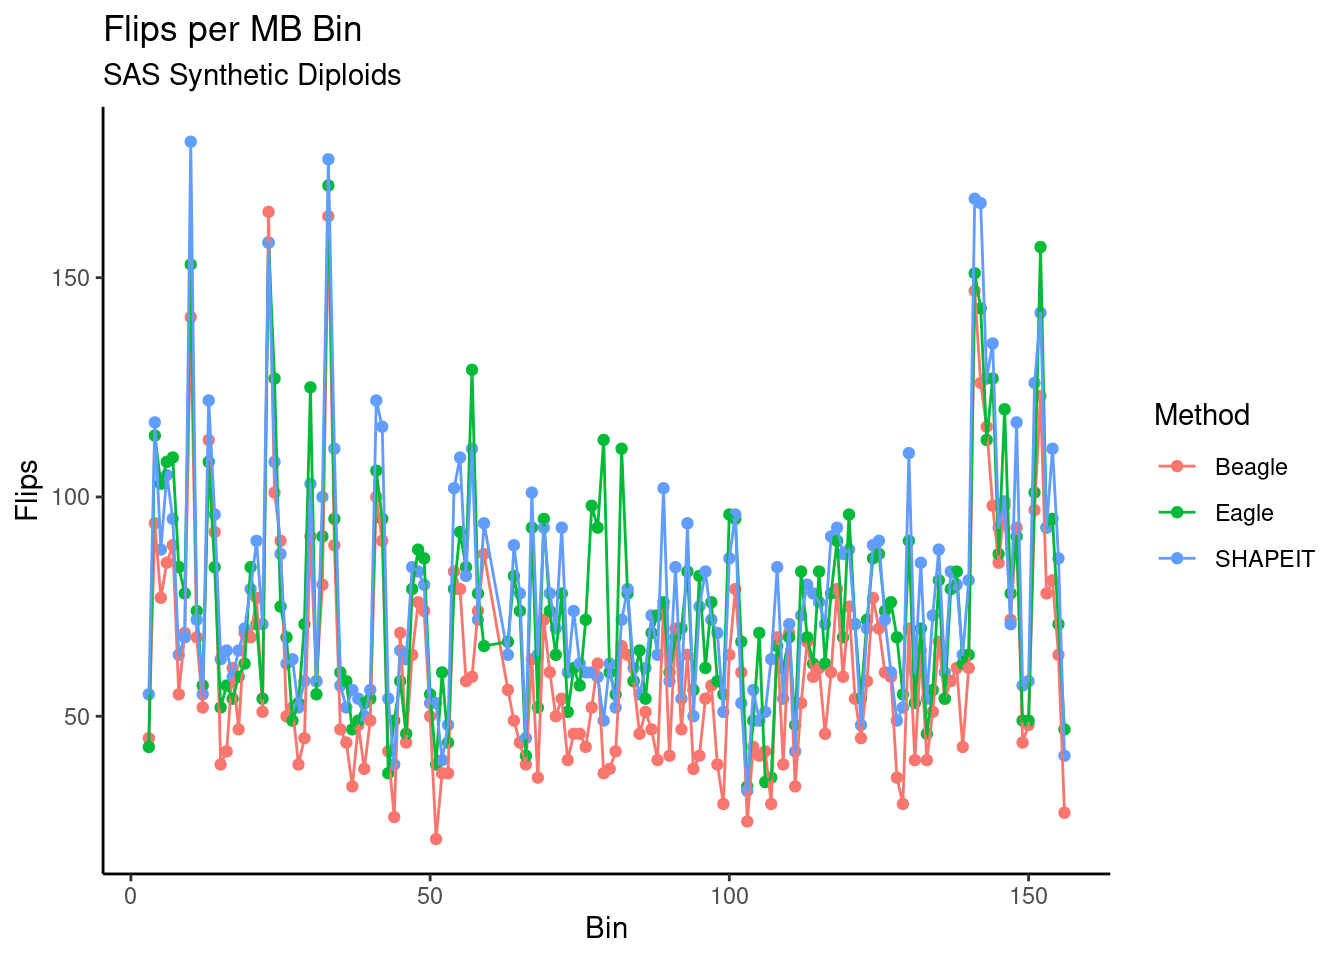 Flips per MB Bin
SAS Synthetic Diploids
150
100
50
Flips
0 50 100 150
Bin
Method
Beagle
Eagle
SHAPEIT